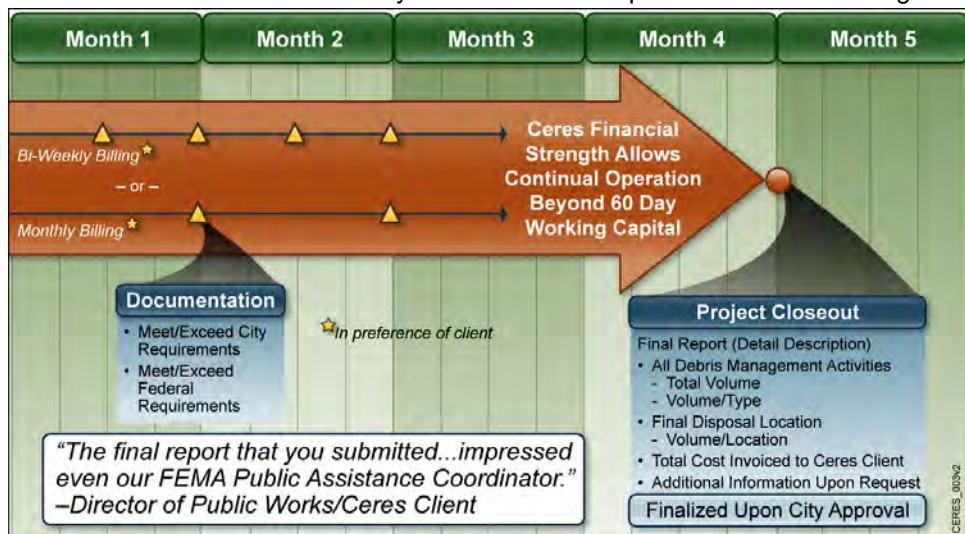 Month 1
Month 2
Month 3
Month 4
Month 5
Bi-Weekly Billing
– or –
Monthly Billing
Ceres Financial
Strength Allows
Continual Operation
Beyond 60 Day
Working Capital
Documentation
• Meet/Exceed City
Requirements
• Meet/Exceed
Federal
Requirements
In preference of client
Project Closeout
Final Report (Detail Description)
• All Debris Management Activities
- Total Volume
- Volume/Type
• Final Disposal Location
- Volume/Location
• Total Cost Invoiced to Ceres Client
• Additional Information Upon Request
Finalized Upon City Approval
“The final report that you submitted...impressed
even our FEMA Public Assistance Coordinator.”
–Director of Public Works/Ceres Client
CERES_003v2